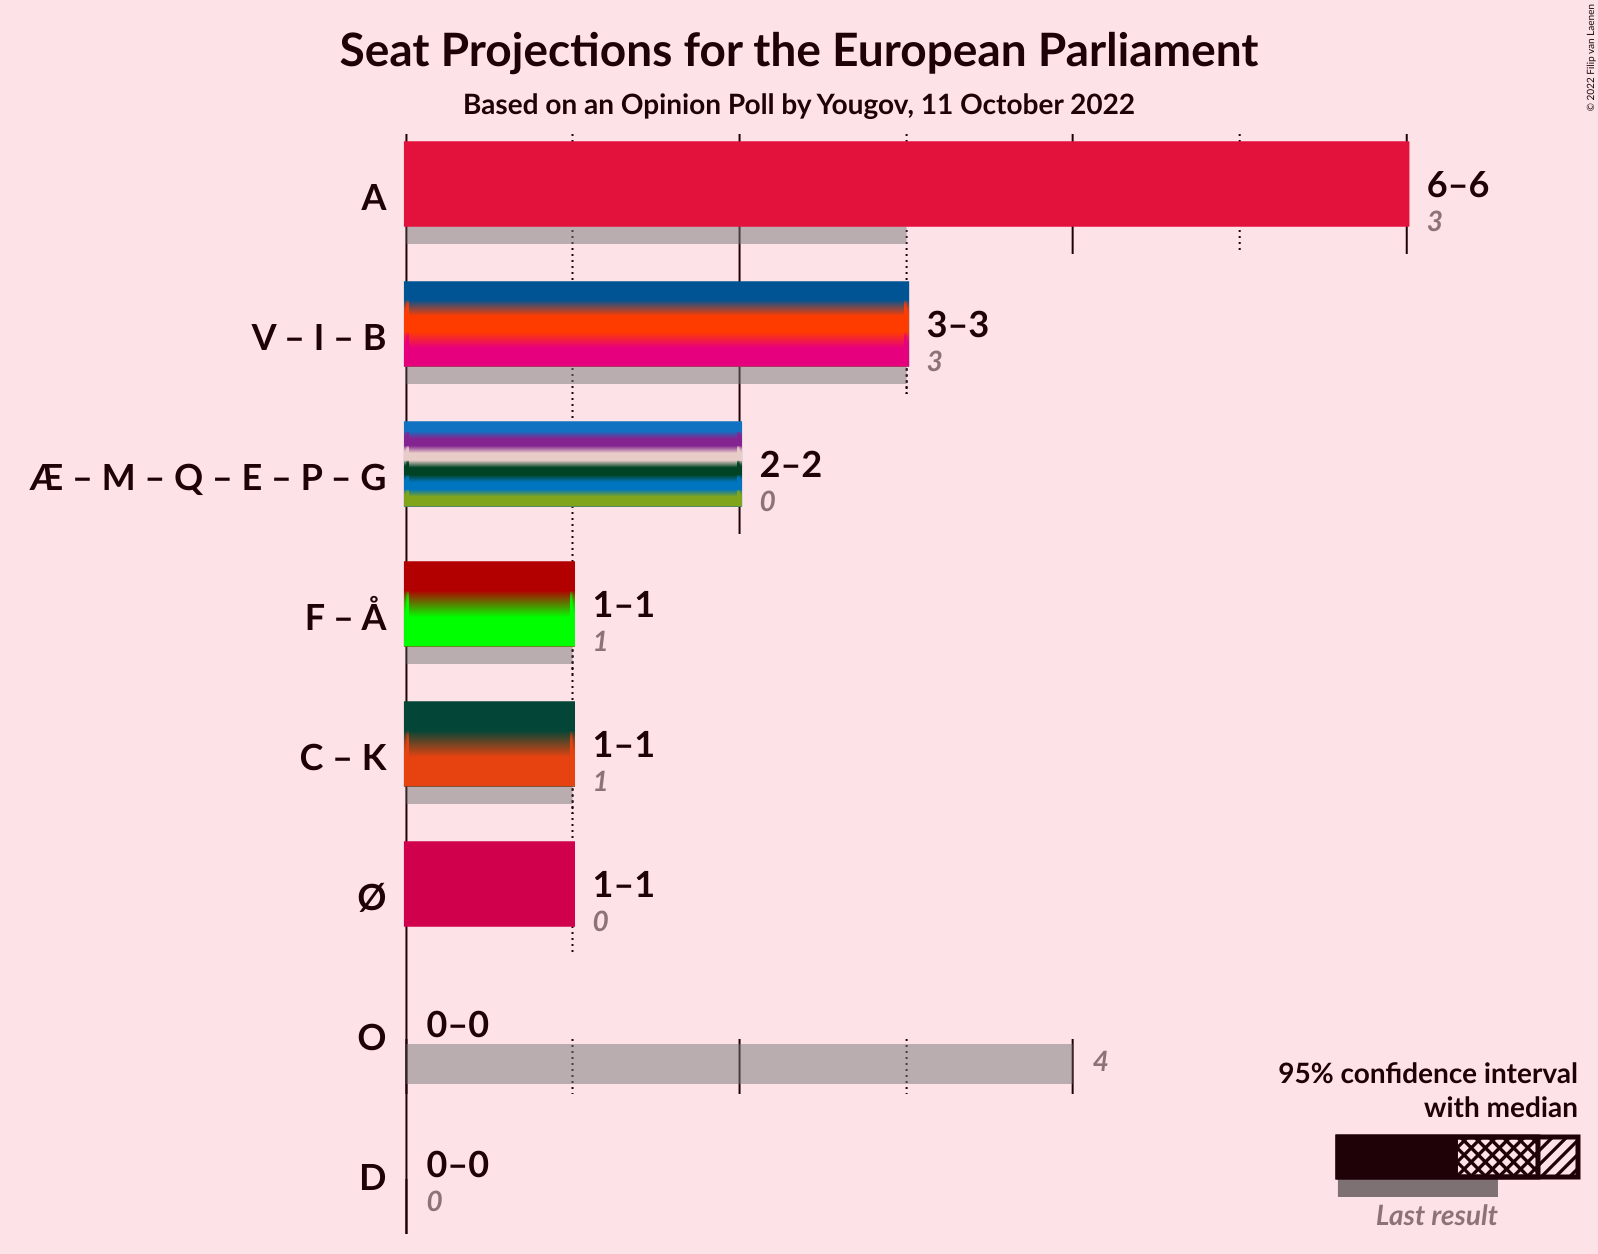 Seat Projections for the European Parliament
Based on an Opinion Poll by Yougov, 11 October 2022
© 2022 Filip van Laenen
A
6–6
3
V – I – B
3–3
3
Æ – M – Q – E – P – G
2–2
0
F – Å
1–1
1
C – K
1–1
1
Ø
1–1
0
O
0–0
4
D
0–0
0
95% confidence interval
with median
Last result